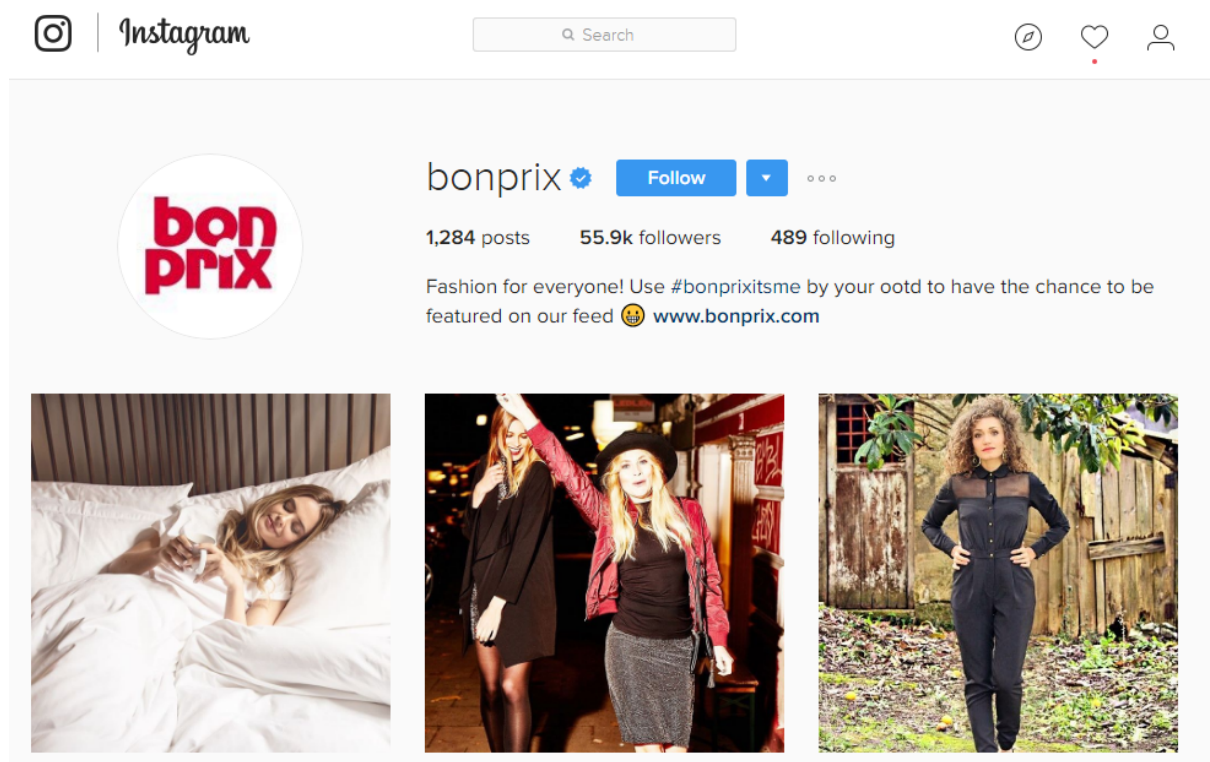 Instagram
Search
bon
prix
bonprix
Follow
1,284 posts 55.9k followers 489 following
Fashion for everyone! Use #bonprixitsme by your ootd to have the chance to be
featured on our feed 😀 www.bonprix.com